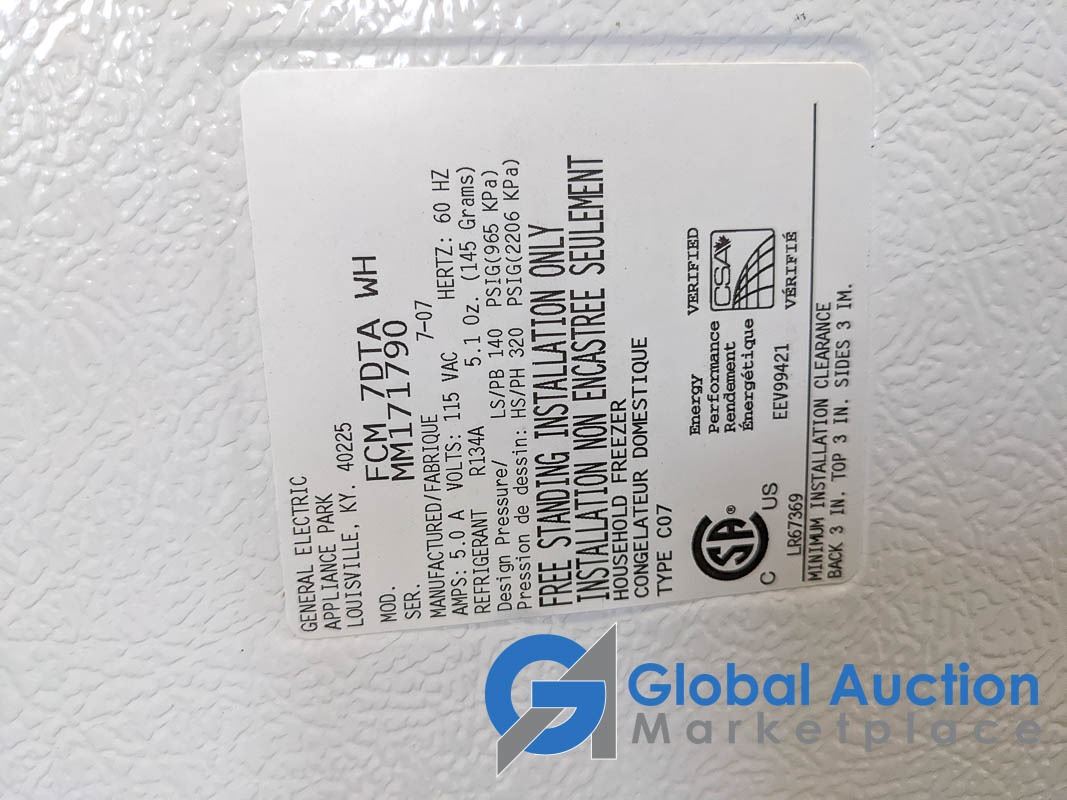 GENERAL ELECTRIC
APPLIANCE PARK
LOUISVILLE, KY. 40225
MOD. FCM 7DTA WH
SER. MM171790
MANUFACTURED/FABRIQUE 7-07
AMPS: 5.0 A VOLTS: 115 VAC HERTZ: 60 HZ
REFRIGERANT R134A 5.1 Oz. (145 Grams)
Design Pressure/ LS/PB 140 PSIG(965 KPa)
Pression de dessin: HS/PH 320 PSIG(2206 KPa)
FREE STANDING INSTALLATION ONLY
INSTALLATION NON ENCASTREE SEULEMENT
HOUSEHOLD FREEZER
CONGELATEUR DOMESTIQUE
TYPE C07
Energy VERIFIED
Performance
Rendement
Énergétique
CSA
EEV99421 VÉRIFIÉ
C SA ® US
LR67369
MINIMUM INSTALLATION CLEARANCE
BACK 3 IN. TOP 3 IN. SIDES 3 IM.
GA Global Auction
Marketplace